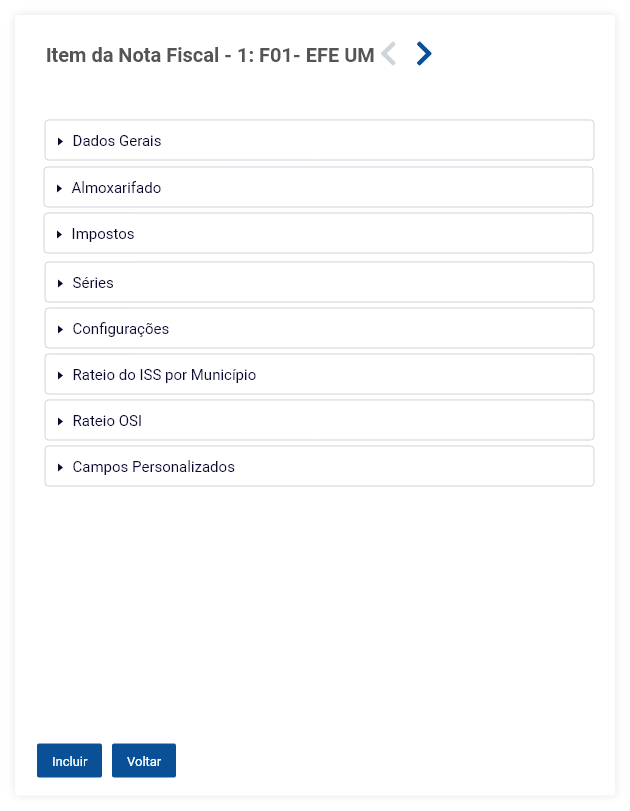 Item da Nota Fiscal - 1: F01- EFE UM
Dados Gerais
Almoxarifado
Impostos
Séries
Configurações
Rateio do ISS por Município
Rateio OSI
Campos Personalizados
Incluir
Voltar